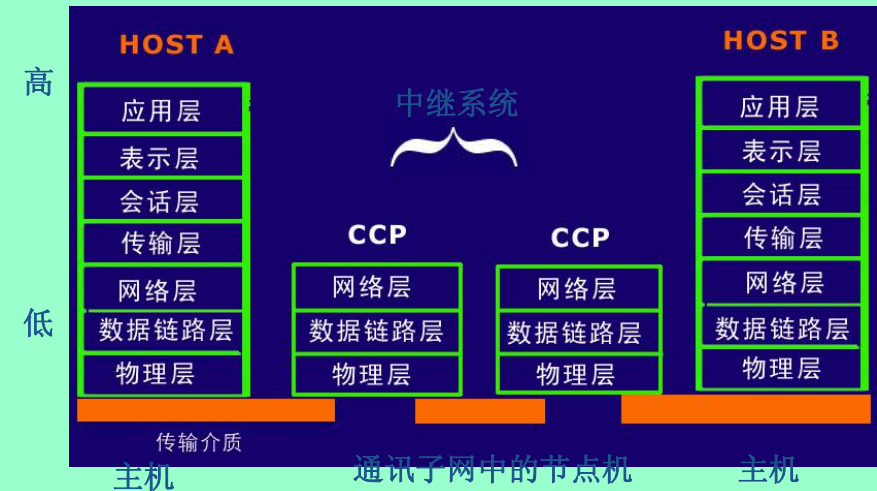 HOST A
HOST B
高
中继系统
应用层
表示层
会话层
传输层
网络层
数据链路层
物理层
CCP
网络层
数据链路层
物理层
CCP
网络层
数据链路层
物理层
应用层
表示层
会话层
传输层
网络层
数据链路层
物理层
低
传输介质
主机
通讯子网中的节点机
主机